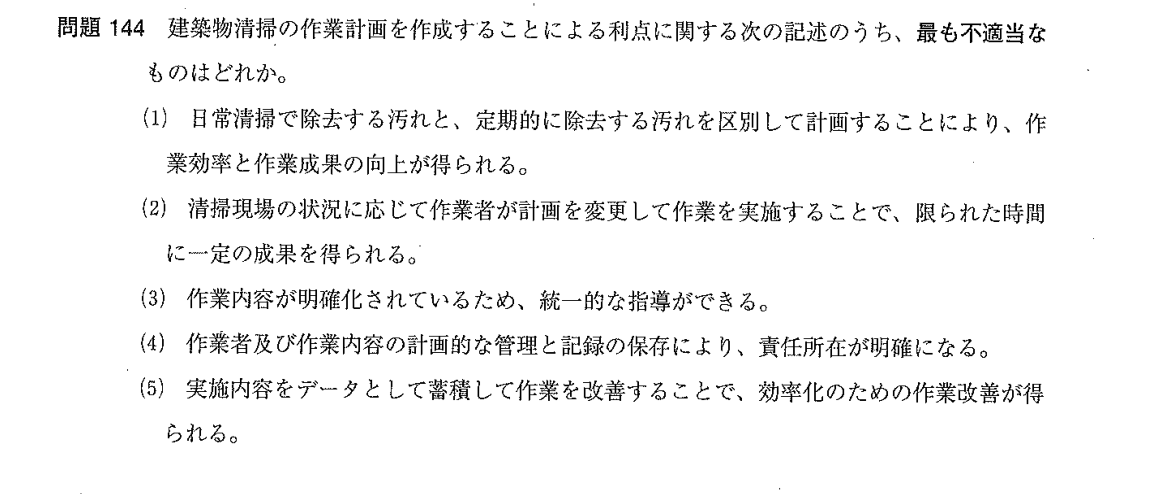 問題 144 建築物清掃の作業計画を作成することによる利点に関する次の記述のうち、最も不適当な
ものはどれか。
(1) 日常清掃で除去する汚れと、定期的に除去する汚れを区別して計画することにより、作
業効率と作業成果の向上が得られる。
(2) 清掃現場の状況に応じて作業者が計画を変更して作業を実施することで、限られた時間
に一定の成果を得られる。
(3) 作業内容が明確化されているため、統一的な指導ができる。
(4) 作業者及び作業内容の計画的な管理と記録の保存により、責任所在が明確になる。
(5) 実施内容をデータとして蓄積して作業を改善することで、効率化のための作業改善が得
られる。